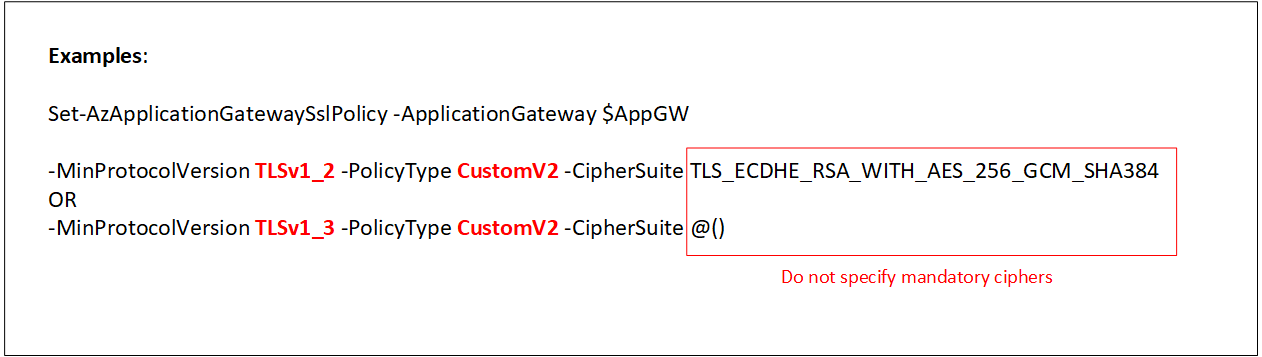 Examples:
Set-AzApplicationGatewaySslPolicy -ApplicationGateway $AppGW
-MinProtocolVersion TLSv1_2 -PolicyType CustomV2 -CipherSuite TLS_ECDHE_RSA_WITH_AES_256_GCM_SHA384
OR
-MinProtocolVersion TLSv1_3 -PolicyType CustomV2 -CipherSuite @()
Do not specify mandatory ciphers